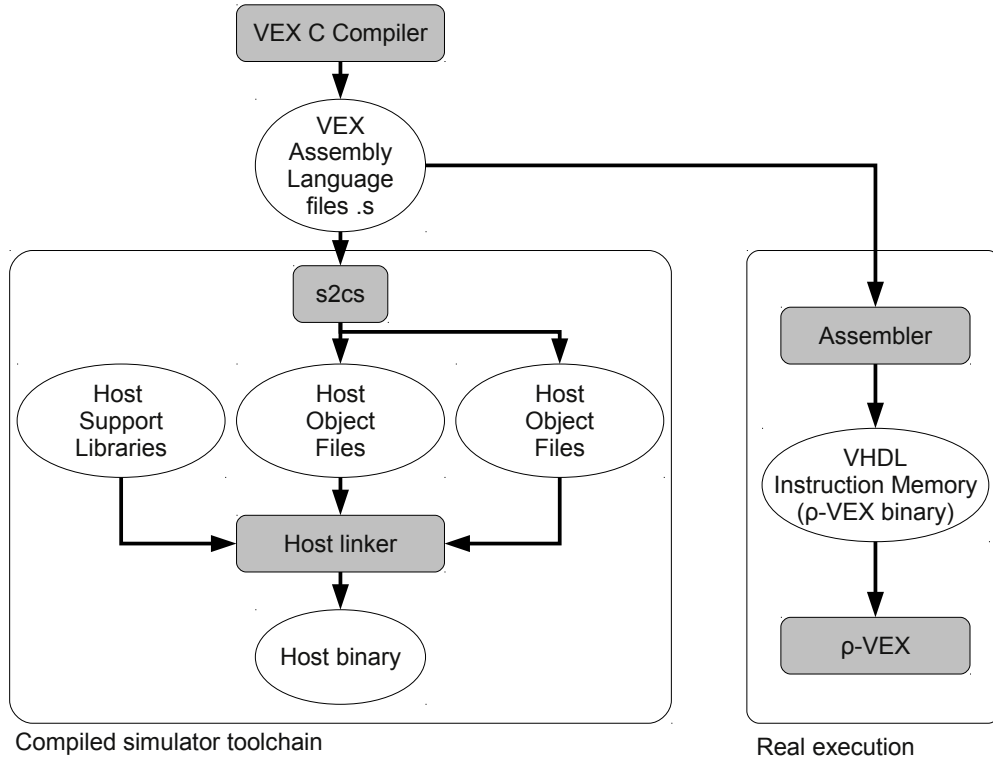 VEX C Compiler
VEX
Assembly
Language
files .s
s2cs
Host
Support
Libraries
Host
Object
Files
Host
Object
Files
Host linker
Host binary
Compiled simulator toolchain
Assembler
VHDL
Instruction Memory
(ρ-VEX binary)
ρ-VEX
Real execution